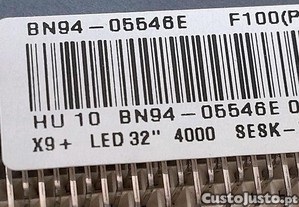 BN94-05546E F100(P
HU 10 BN94-05546E 0
X9+ LED 32" 4000 SESK-
CustoJusto.pt